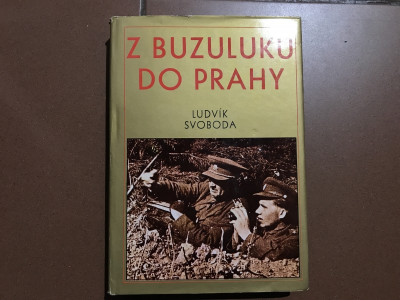 Z BUZULUKU
DO PRAHY
LUDVÍK
SVOBODA